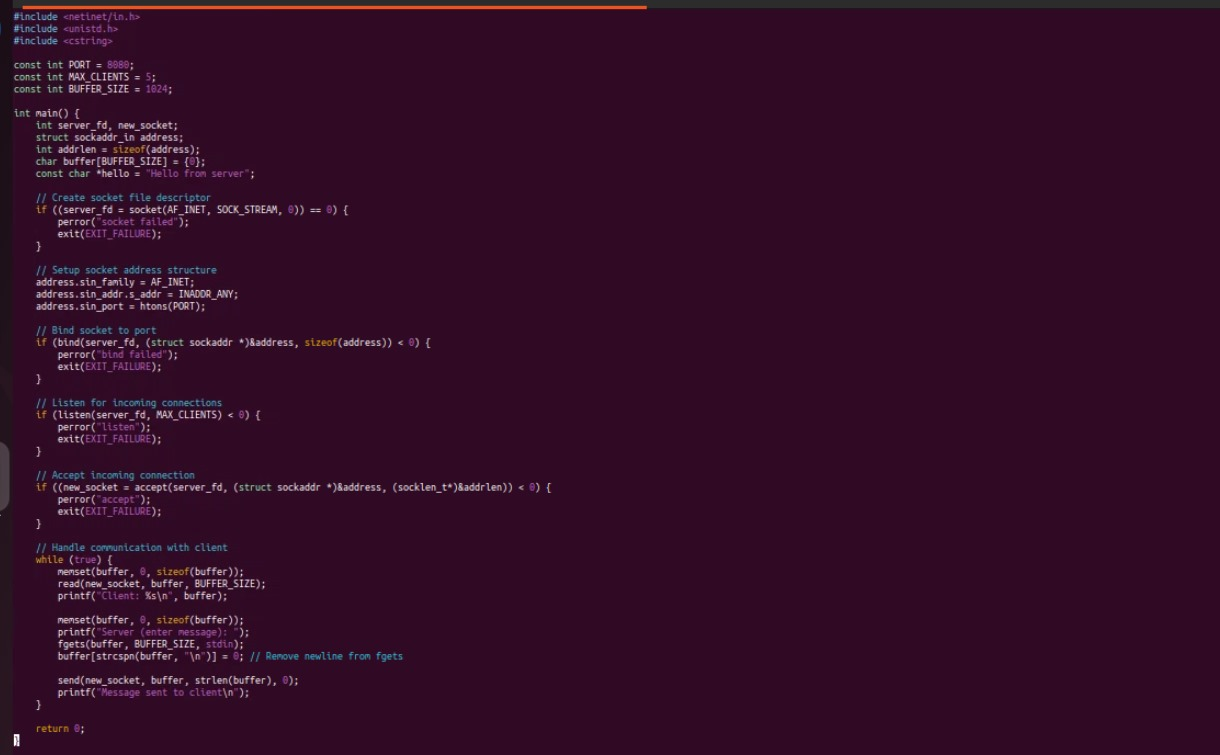 #include <netinet/in.h>
#include <unistd.h>
#include <cstring>

const int PORT = 8080;
const int MAX_CLIENTS = 5;
const int BUFFER_SIZE = 1024;

int main() {
    int server_fd, new_socket;
    struct sockaddr_in address;
    int addrlen = sizeof(address);
    char buffer[BUFFER_SIZE] = {0};
    const char *hello = "Hello from server";

    // Create socket file descriptor
    if ((server_fd = socket(AF_INET, SOCK_STREAM, 0)) == 0) {
        perror("socket failed");
        exit(EXIT_FAILURE);
    }

    // Setup socket address structure
    address.sin_family = AF_INET;
    address.sin_addr.s_addr = INADDR_ANY;
    address.sin_port = htons(PORT);

    // Bind socket to port
    if (bind(server_fd, (struct sockaddr *)&address, sizeof(address)) < 0) {
        perror("bind failed");
        exit(EXIT_FAILURE);
    }

    // Listen for incoming connections
    if (listen(server_fd, MAX_CLIENTS) < 0) {
        perror("listen");
        exit(EXIT_FAILURE);
    }

    // Accept incoming connection
    if ((new_socket = accept(server_fd, (struct sockaddr *)&address, (socklen_t*)&addrlen)) < 0) {
        perror("accept");
        exit(EXIT_FAILURE);
    }

    // Handle communication with client
    while (true) {
        memset(buffer, 0, sizeof(buffer));
        read(new_socket, buffer, BUFFER_SIZE);
        printf("Client: %s\n", buffer);

        memset(buffer, 0, sizeof(buffer));
        printf("Server (enter message): ");
        fgets(buffer, BUFFER_SIZE, stdin);
        buffer[strcspn(buffer, "\n")] = 0; // Remove newline from fgets

        send(new_socket, buffer, strlen(buffer), 0);
        printf("Message sent to client\n");
    }

    return 0;
}